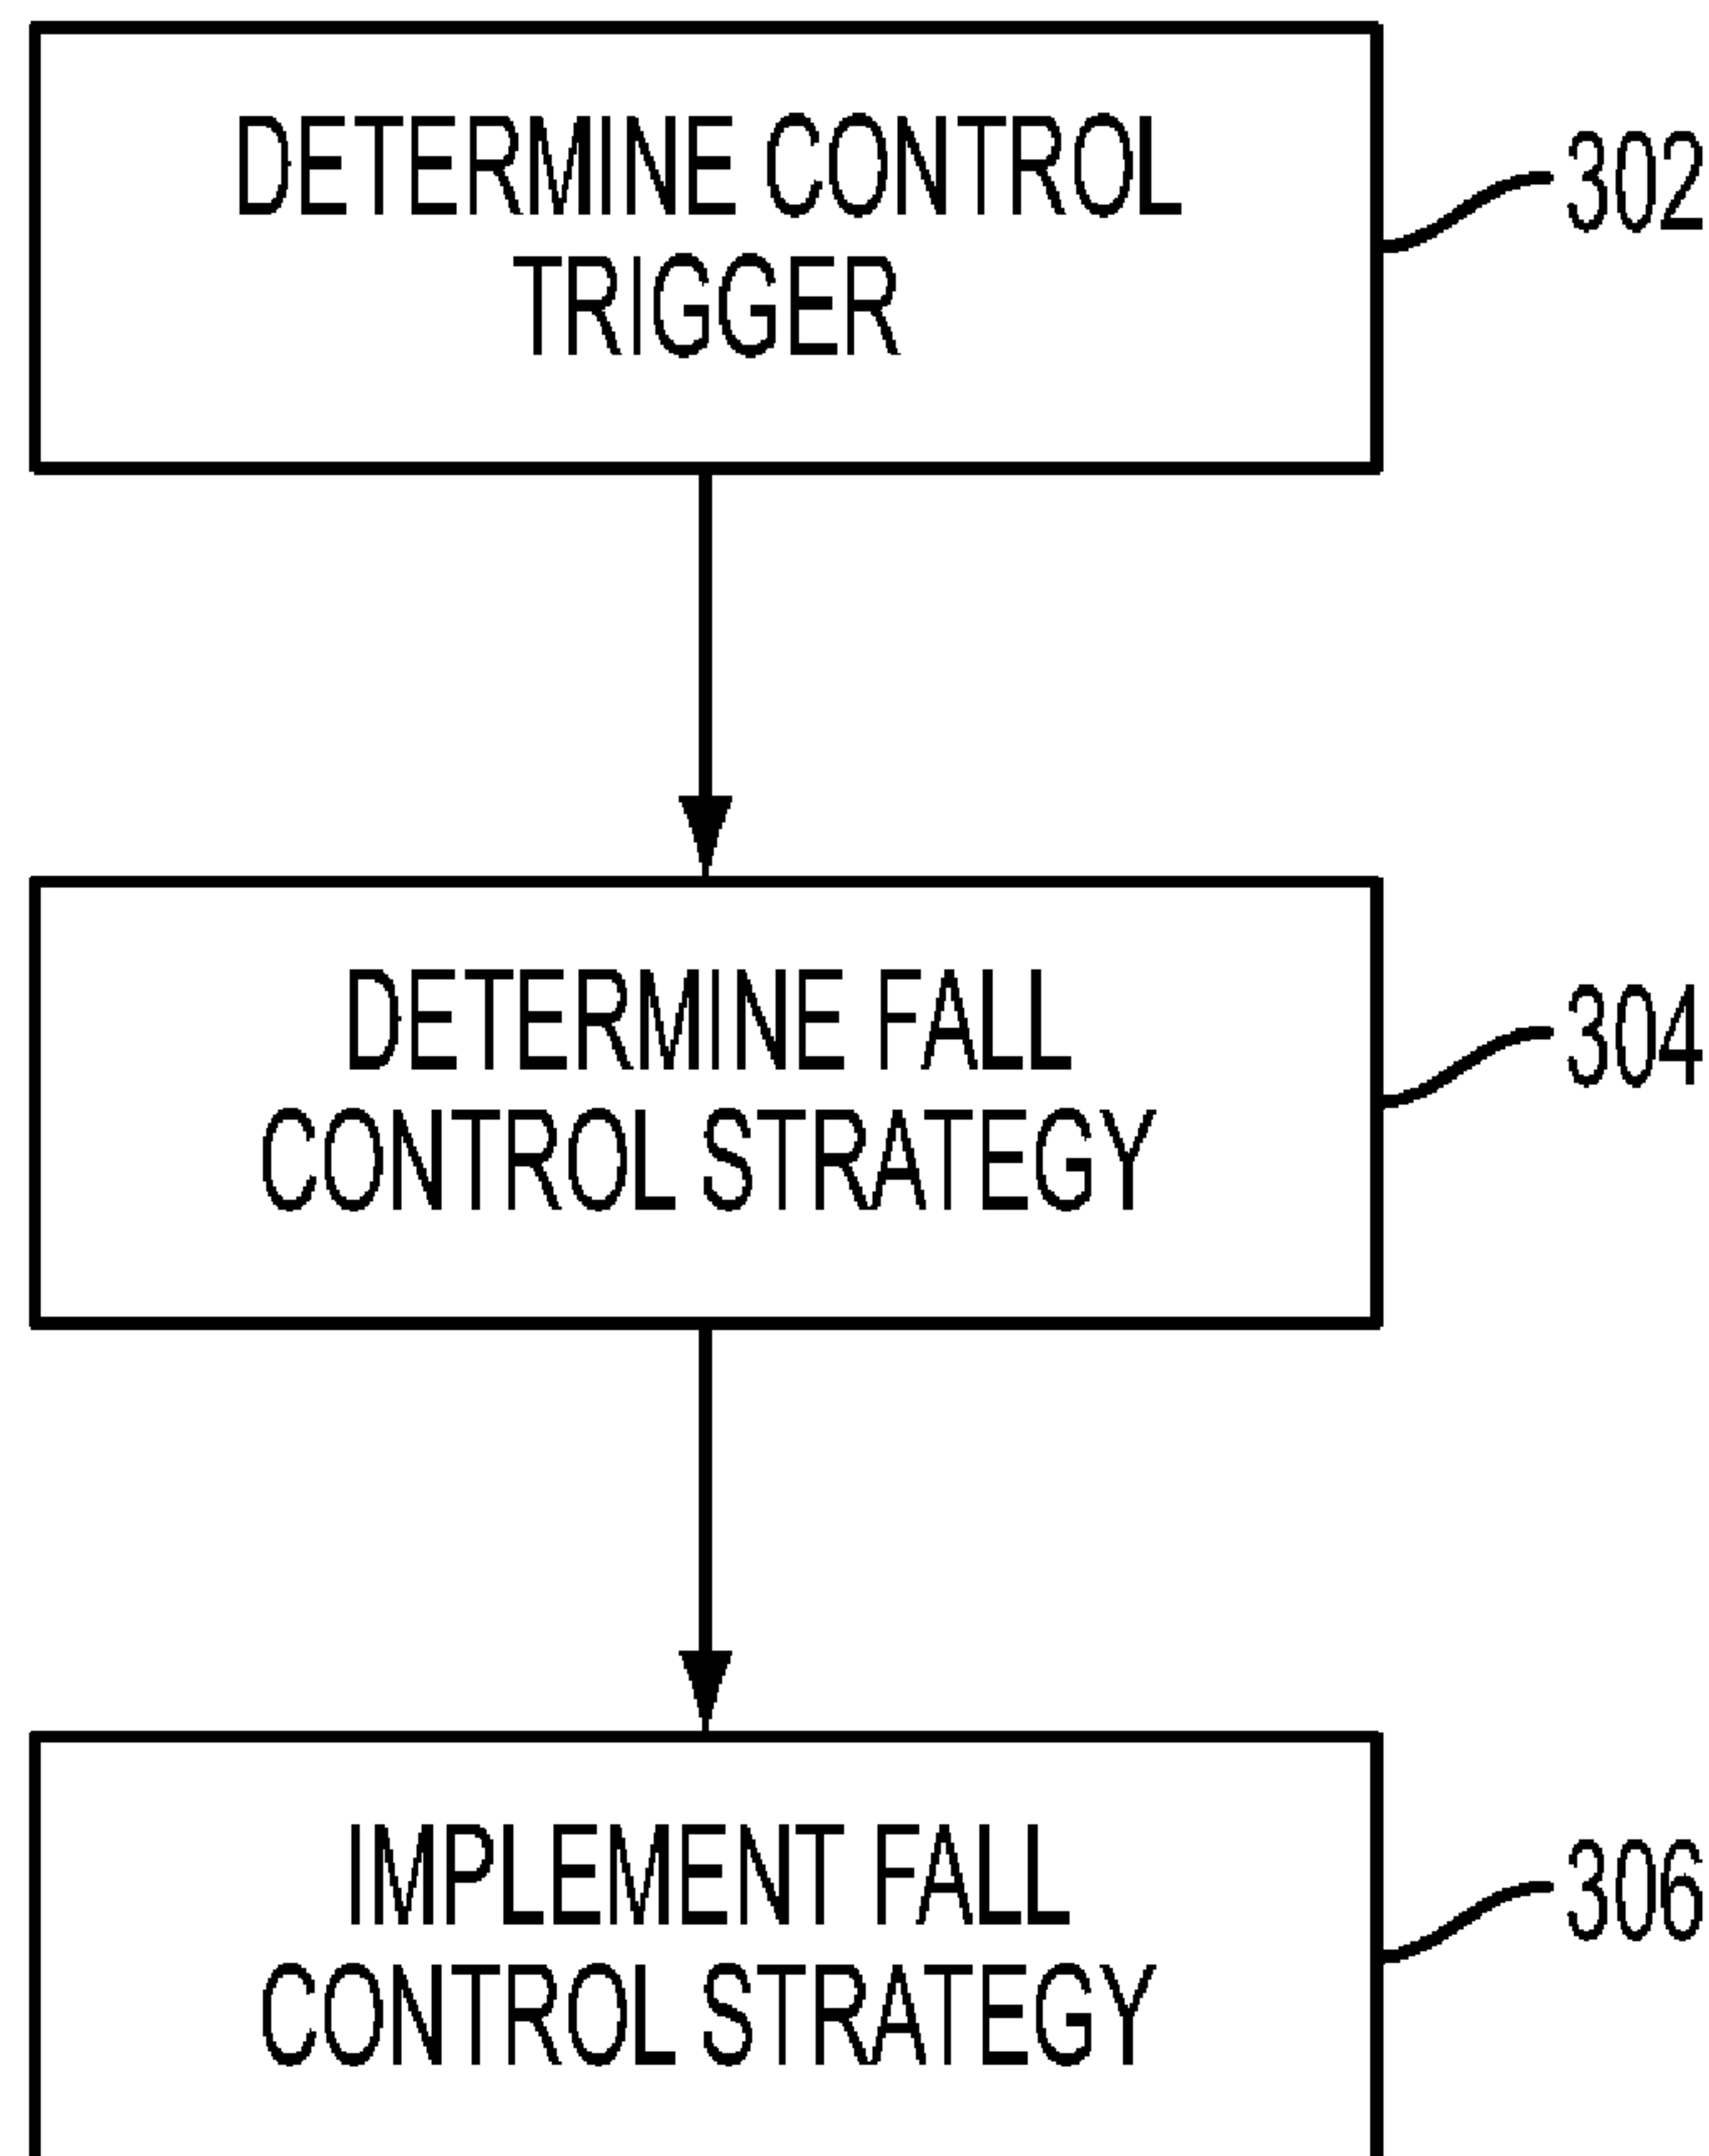 DETERMINE CONTROL
TRIGGER
302
DETERMINE FALL
CONTROL STRATEGY
304
IMPLEMENT FALL
CONTROL STRATEGY
306